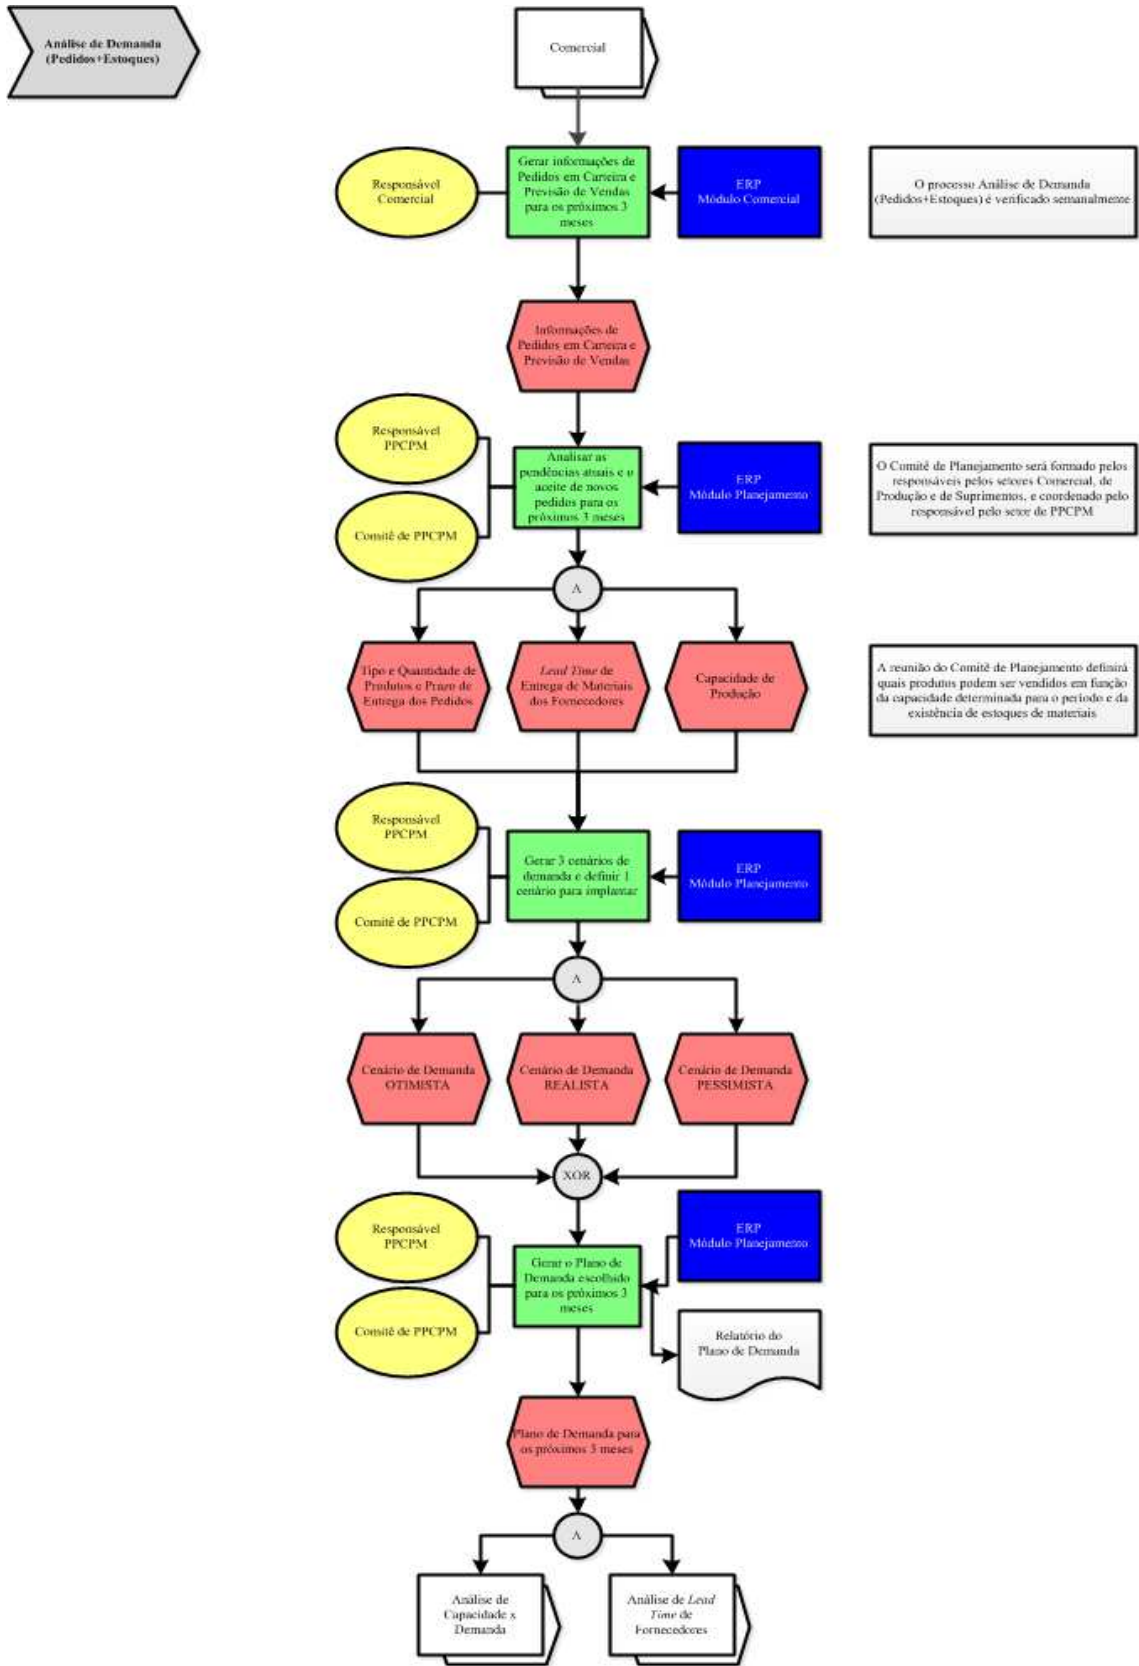 Análise de Demanda
(Pedidos+Estoques)
Comercial
Responsável
Comercial
Gerar informações de
Pedidos em Carteira e
Previsão de Vendas
para os próximos 3
meses
ERP
Módulo Comercial
O processo Análise de Demanda
(Pedidos+Estoques) é verificado semanalmente
Informações de
Pedidos em Carteira e
Previsão de Vendas
Responsável
PPCPM
Comitê de PPCPM
Analisar as
pendências atuais e o
aceite de novos
pedidos para os
próximos 3 meses
ERP
Módulo Planejamento
O Comitê de Planejamento será formado pelos
responsáveis pelos setores Comercial, de
Produção e de Suprimentos, e coordenado pelo
responsável pelo setor de PPCPM
Λ
Tipo e Quantidade de
Produtos e Prazo de
Entrega dos Pedidos
Lead Time de
Entrega de Materiais
dos Fornecedores
Capacidade de
Produção
A reunião do Comitê de Planejamento definirá
quais produtos podem ser vendidos em função
da capacidade determinada para o período e da
existência de estoques de materiais
Responsável
PPCPM
Comitê de PPCPM
Gerar 3 cenários de
demanda e definir 1
cenário para implantar
ERP
Módulo Planejamento
Λ
Cenário de Demanda
OTIMISTA
Cenário de Demanda
REALISTA
Cenário de Demanda
PESSIMISTA
XOR
Responsável
PPCPM
Comitê de PPCPM
Gerar o Plano de
Demanda escolhido
para os próximos 3
meses
ERP
Módulo Planejamento
Relatório do
Plano de Demanda
Plano de Demanda para
os próximos 3 meses
Λ
Análise de
Capacidade x
Demanda
Análise de Lead
Time de
Fornecedores